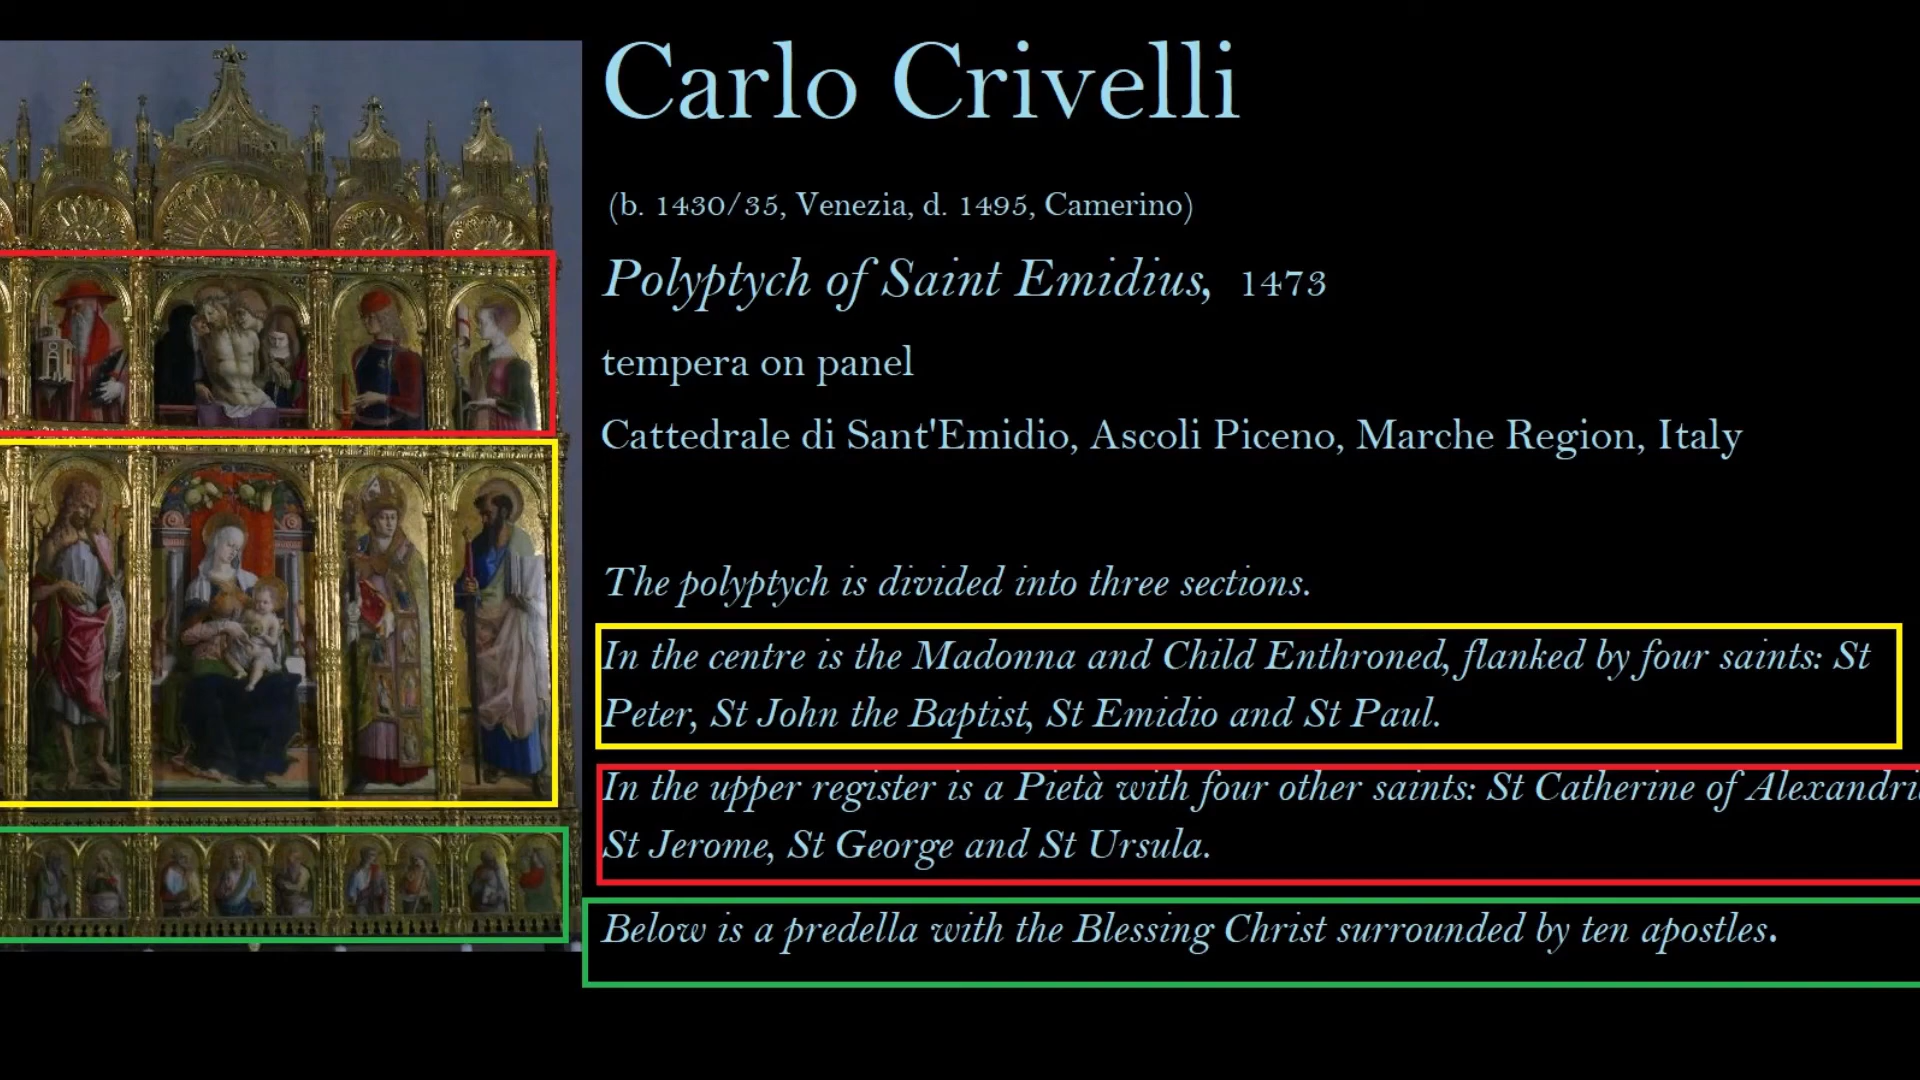 Carlo Crivelli
(b. 1430/35, Venezia, d. 1495, Camerino)
Polyptych of Saint Emidius, 1473
tempera on panel
Cattedrale di Sant'Emidio, Ascoli Piceno, Marche Region, Italy
The polyptych is divided into three sections.
In the centre is the Madonna and Child Enthroned, flanked by four saints: St
Peter, St John the Baptist, St Emidio and St Paul.
In the upper register is a Pietà with four other saints: St Catherine of Alexandri
St Jerome, St George and St Ursula.
Below is a predella with the Blessing Christ surrounded by ten apostles.